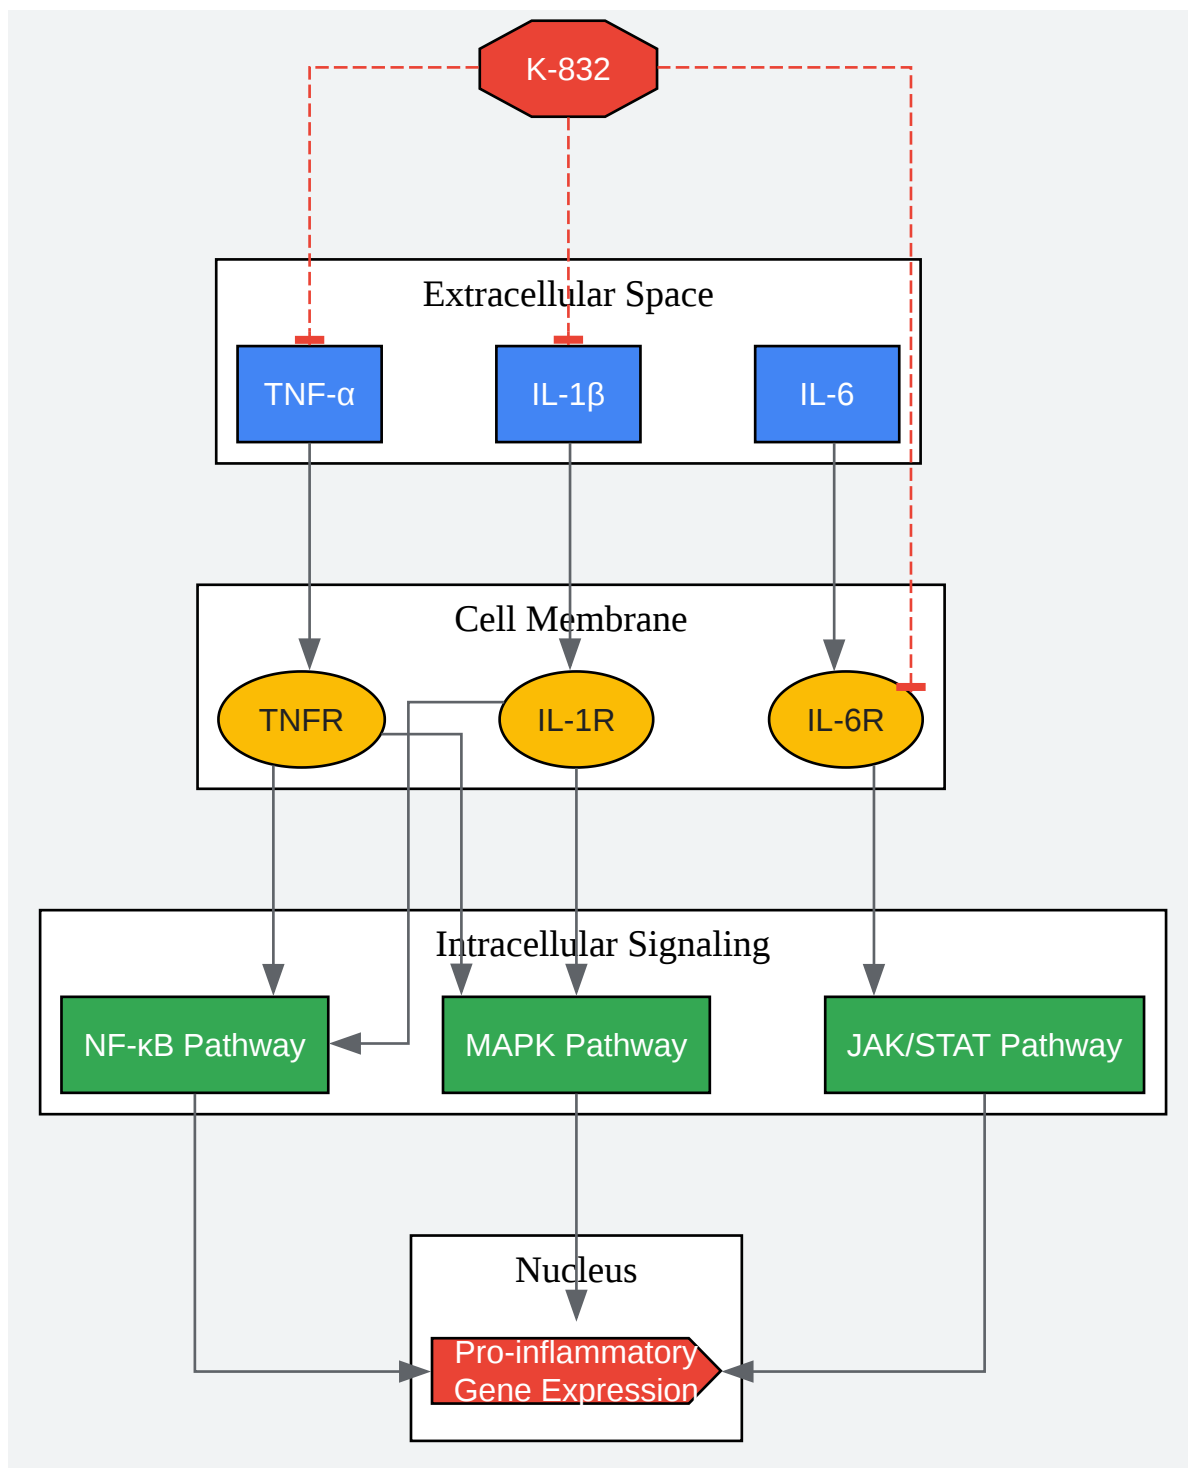 K-832
Extracellular Space
TNF-α
IL-1β
IL-6
Cell Membrane
TNFR
IL-1R
IL-6R
Intracellular Signaling
NF-κB Pathway
MAPK Pathway
JAK/STAT Pathway
Nucleus
Pro-inflammatory
Gene Expression